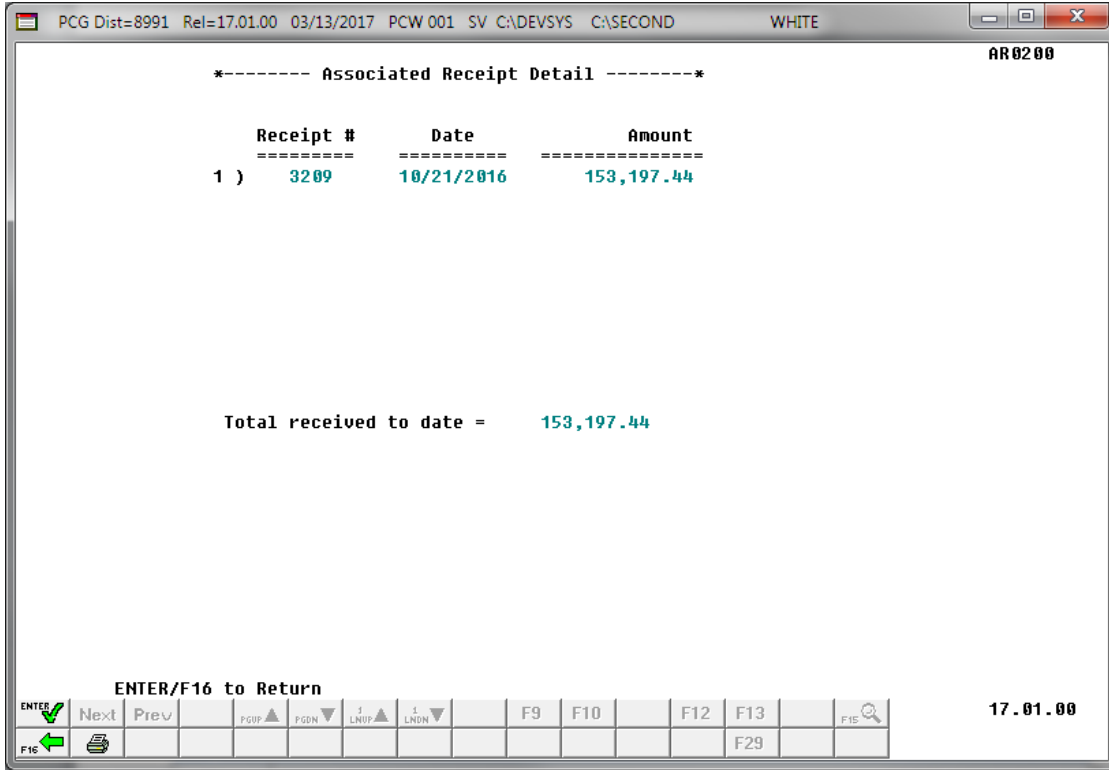 PCG Dist=8991 Rel=17.01.00 03/13/2017 PCW 001 SV C:\DEVSYS C:\SECOND WHITE
AR0200
*-------- Associated Receipt Detail --------*
Receipt # Date Amount
========= ========== ===============
1 ) 3209 10/21/2016 153,197.44
Total received to date = 153,197.44
ENTER/F16 to Return
ENTER Next Prev PGUP PGDN 1 LNUP 1 LNDN F9 F10 F12 F13 F15
17.01.00
F16 F29